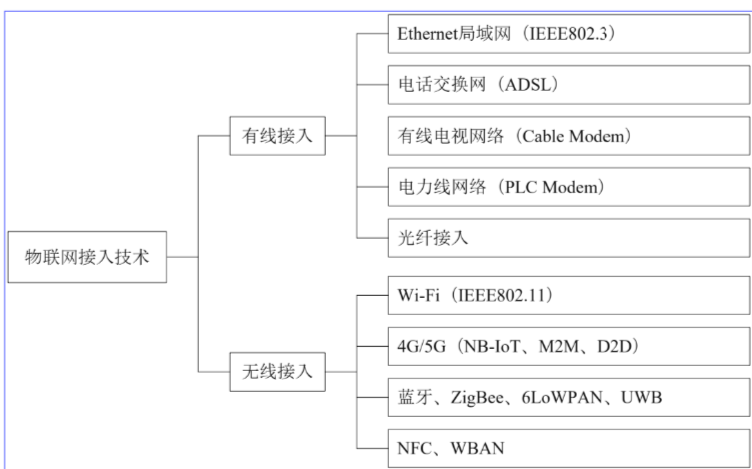 Ethernet局域网（IEEE802.3）
电话交换网（ADSL）
有线接入
有线电视网络（Cable Modem）
电力线网络（PLC Modem）
光纤接入
物联网接入技术
Wi-Fi（IEEE802.11）
4G/5G（NB-IoT、M2M、D2D）
无线接入
蓝牙、ZigBee、6LoWPAN、UWB
NFC、WBAN